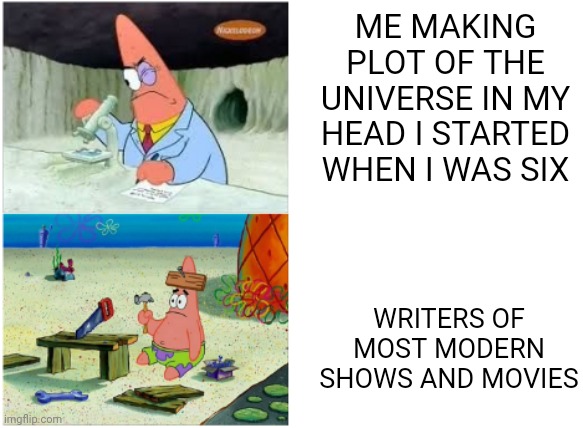 NICKELODEON
ME MAKING
PLOT OF THE
UNIVERSE IN MY
HEAD I STARTED
WHEN I WAS SIX
WRITERS OF
MOST MODERN
SHOWS AND MOVIES
imgflip.com